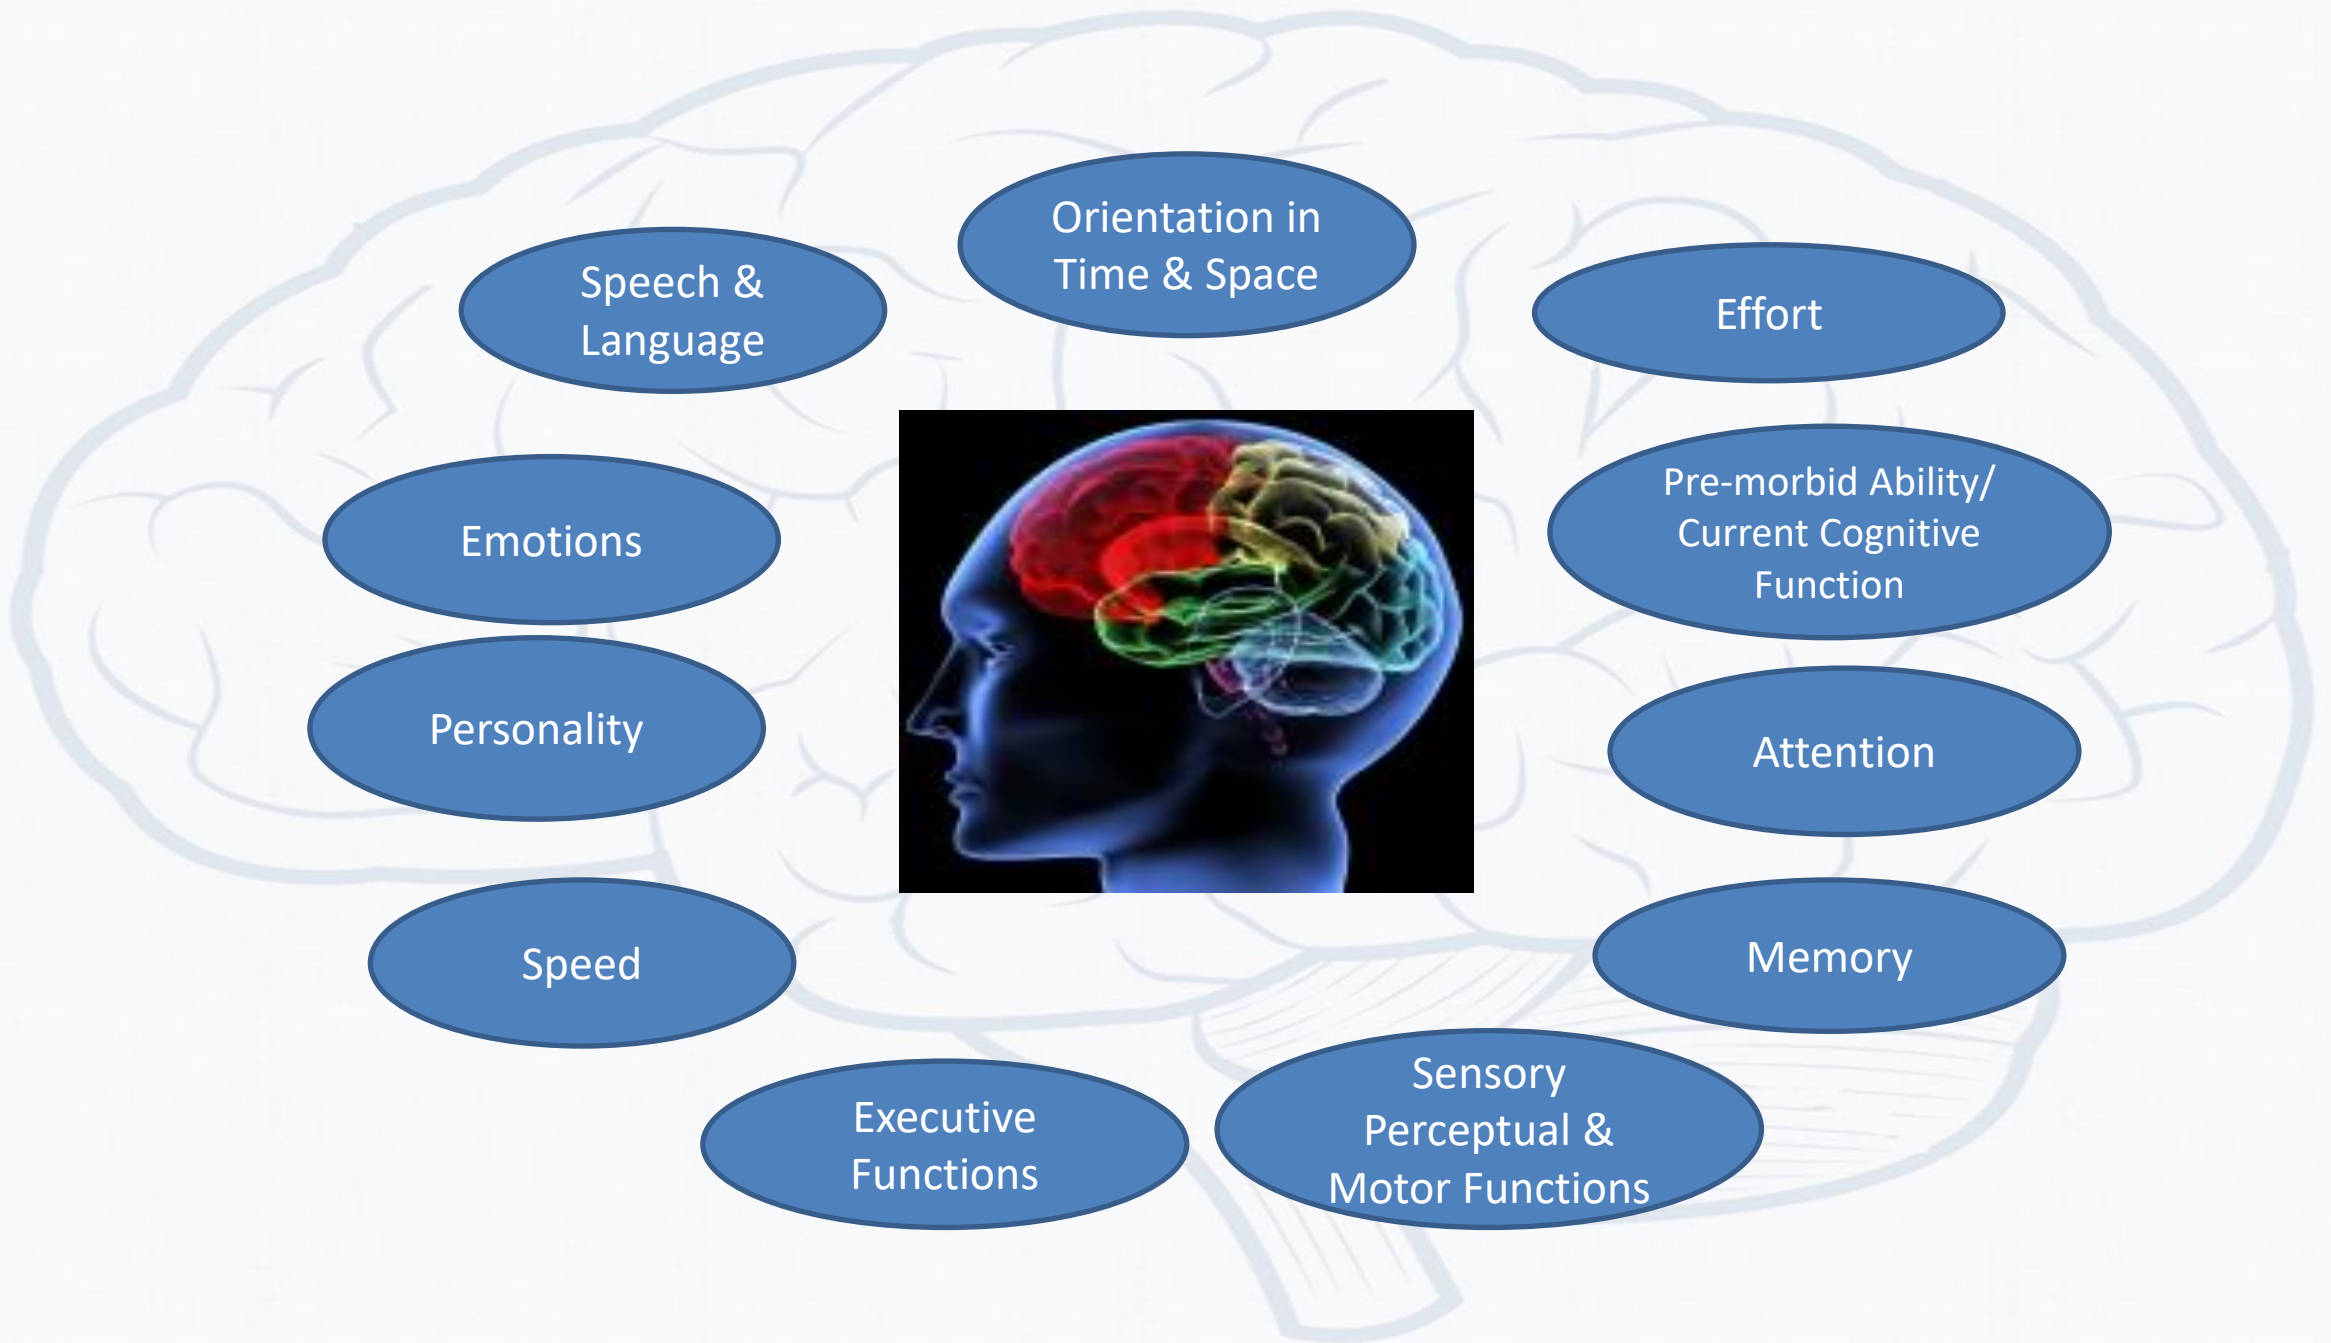 Orientation in
Time & Space
Speech &
Language
Effort
Pre-morbid Ability/
Current Cognitive
Function
Emotions
Personality
Attention
Speed
Memory
Executive
Functions
Sensory
Perceptual &
Motor Functions